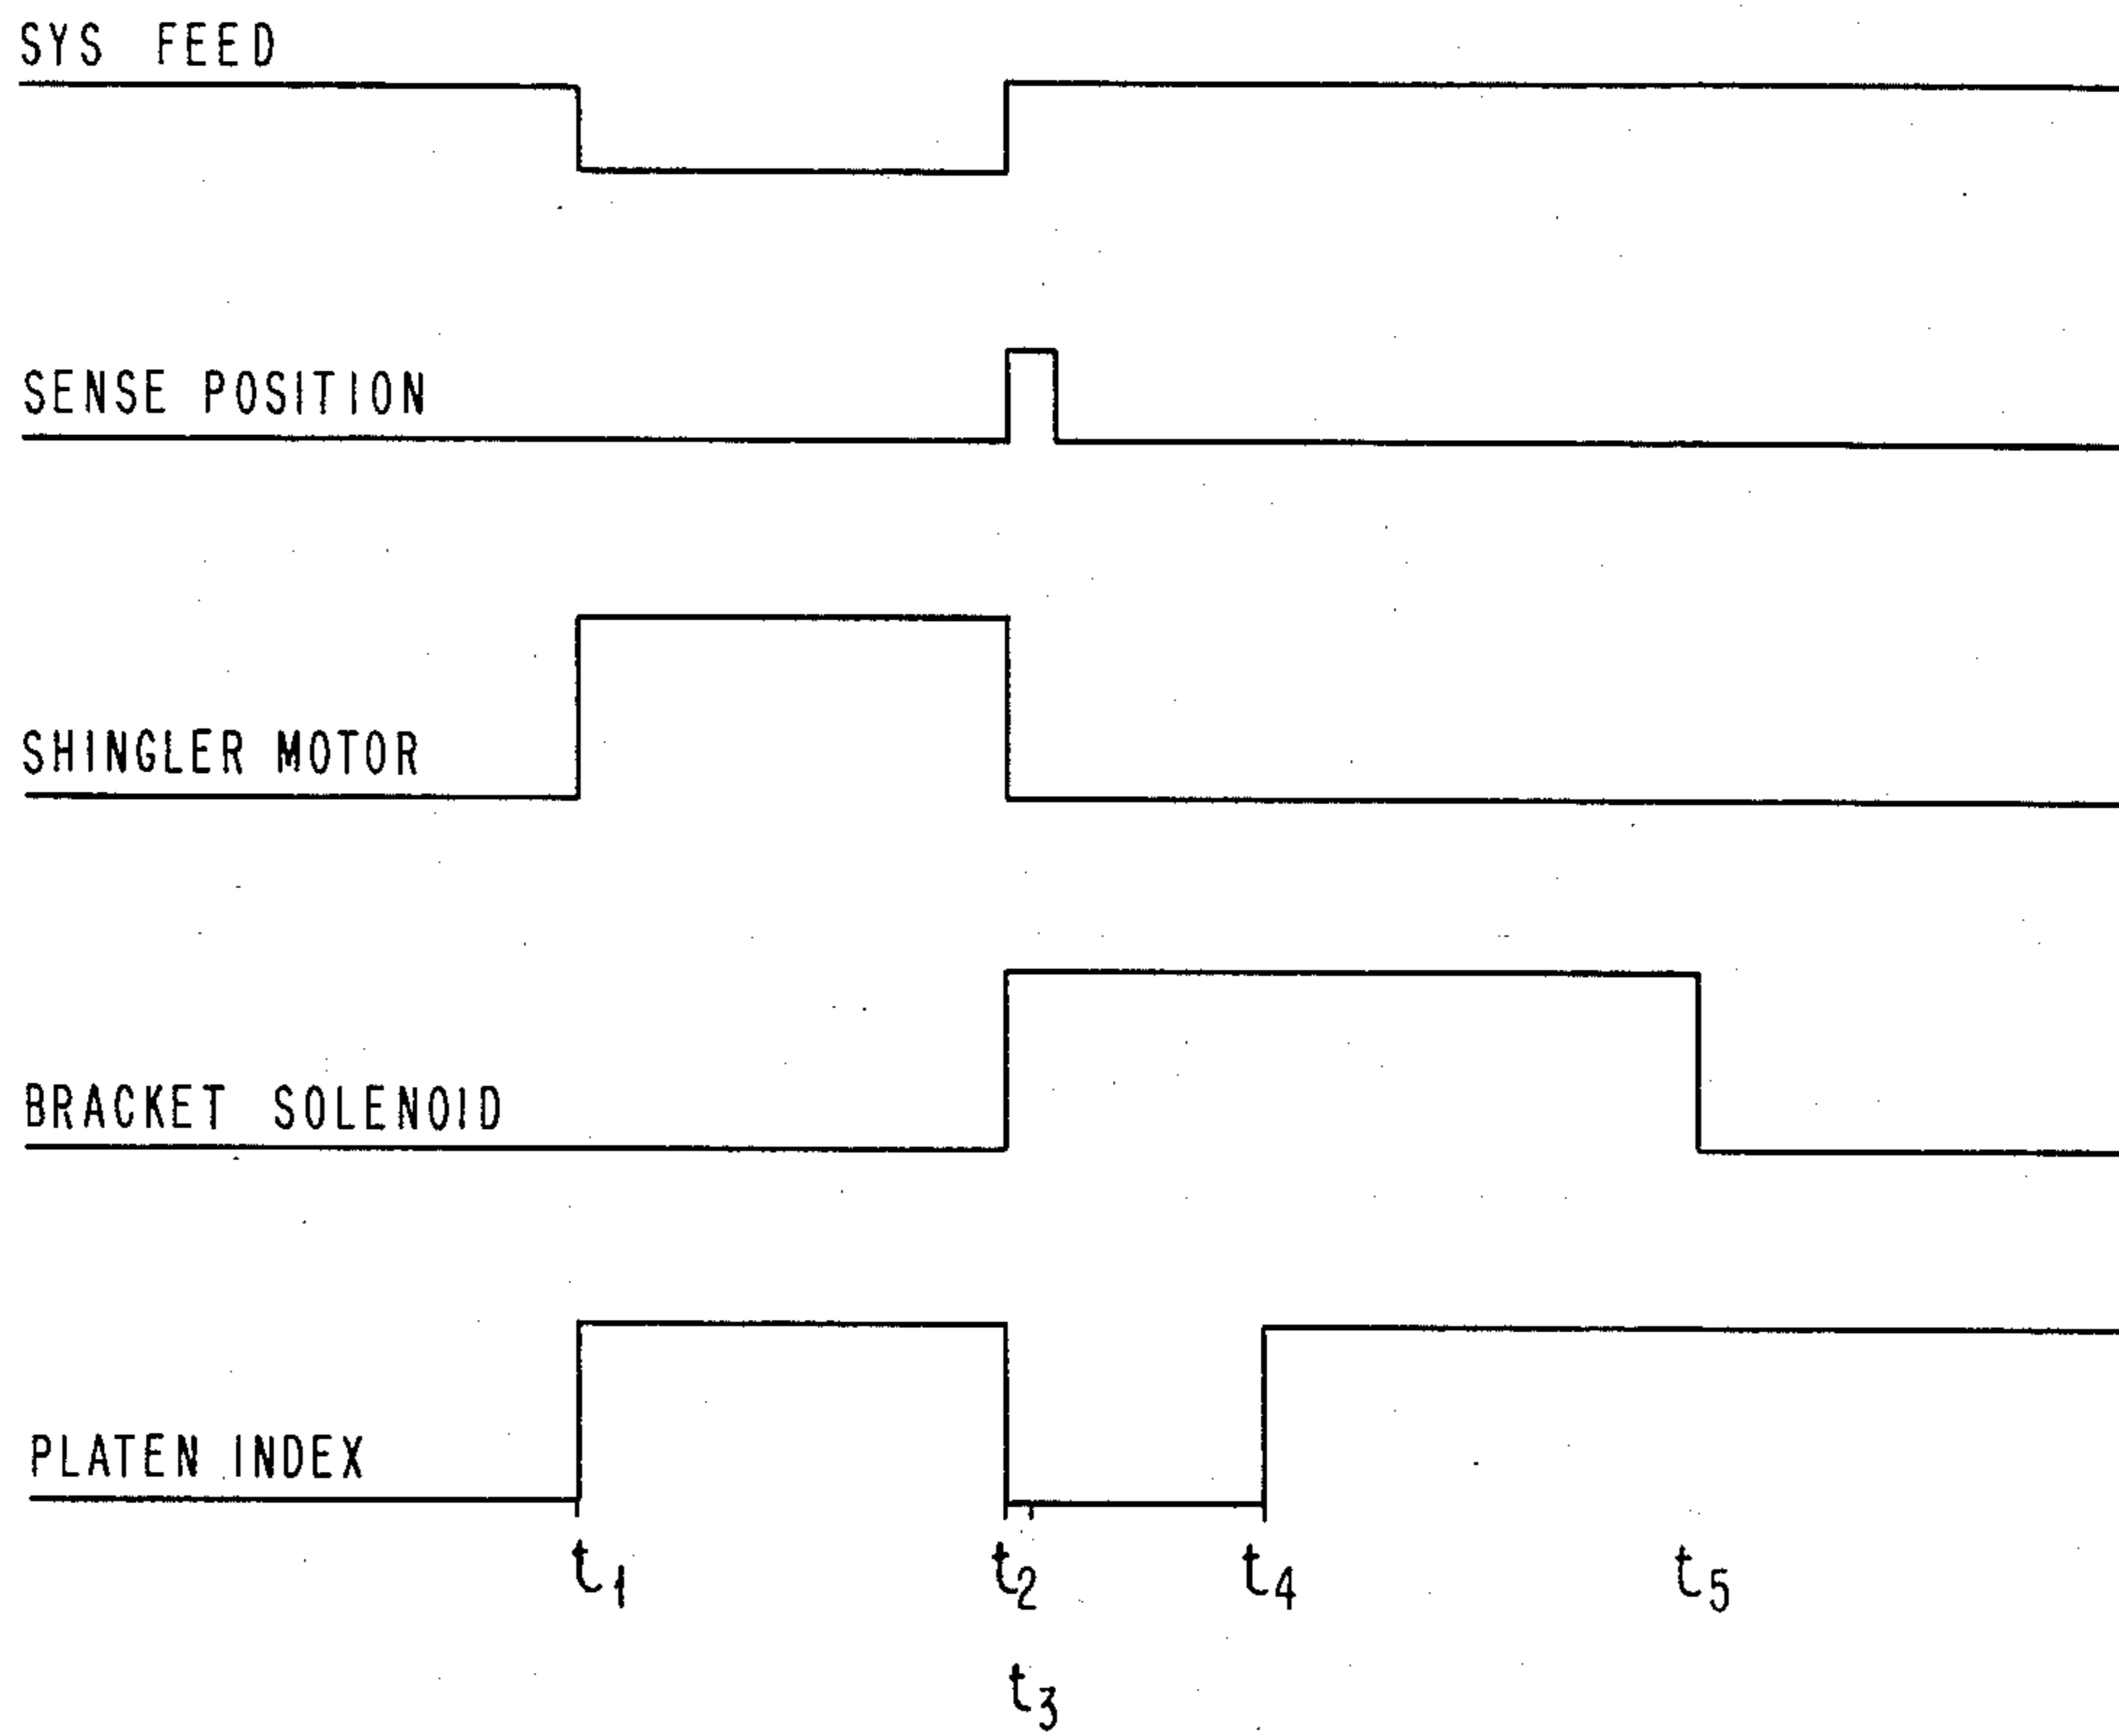 SYS FEED
SENSE POSITION
SHINGLER MOTOR
BRACKET SOLENOID
PLATEN INDEX
t₁ t₂ t₄ t₅
t₃